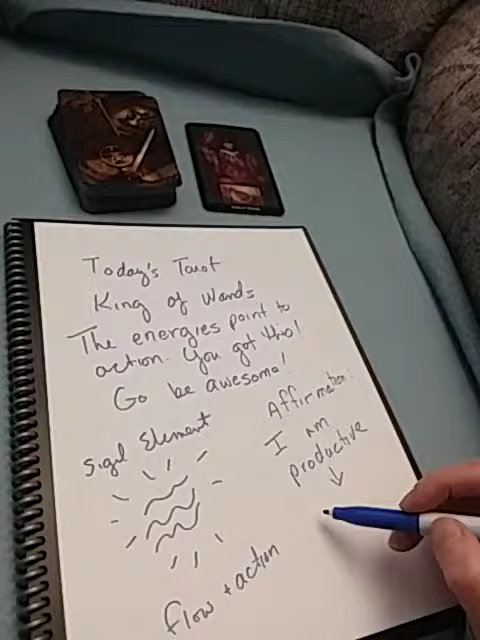 Today's Tarot
King of Wands
The energies point to
action. You got this!
Go be awesome!
Sigil Element
Affirmation:
I am
productive
flow + action